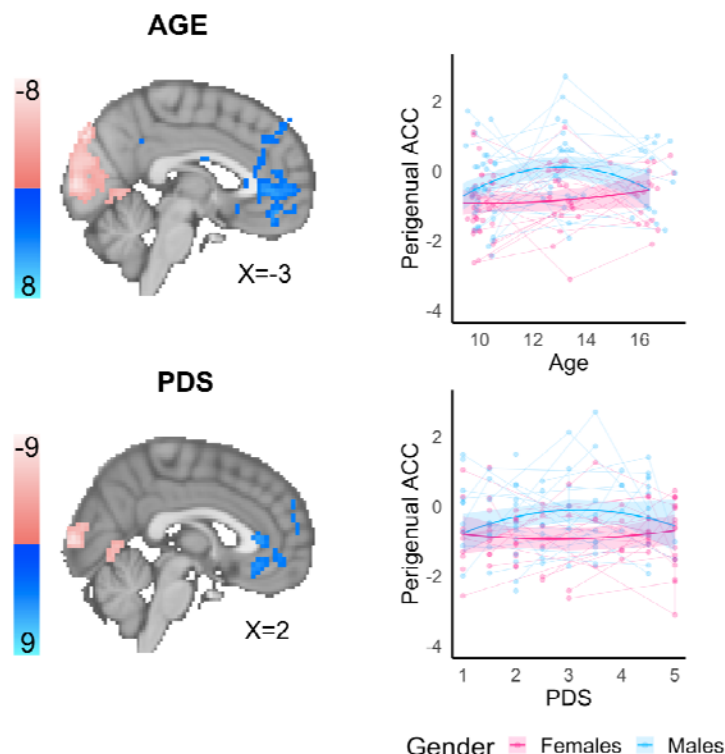 AGE
-8
8
X=-3
Perigenual ACC
2
0
-2
-4
10 12 14 16
Age
PDS
-9
9
X=2
Perigenual ACC
2
0
-2
-4
1 2 3 4 5
PDS
Gender Females Males